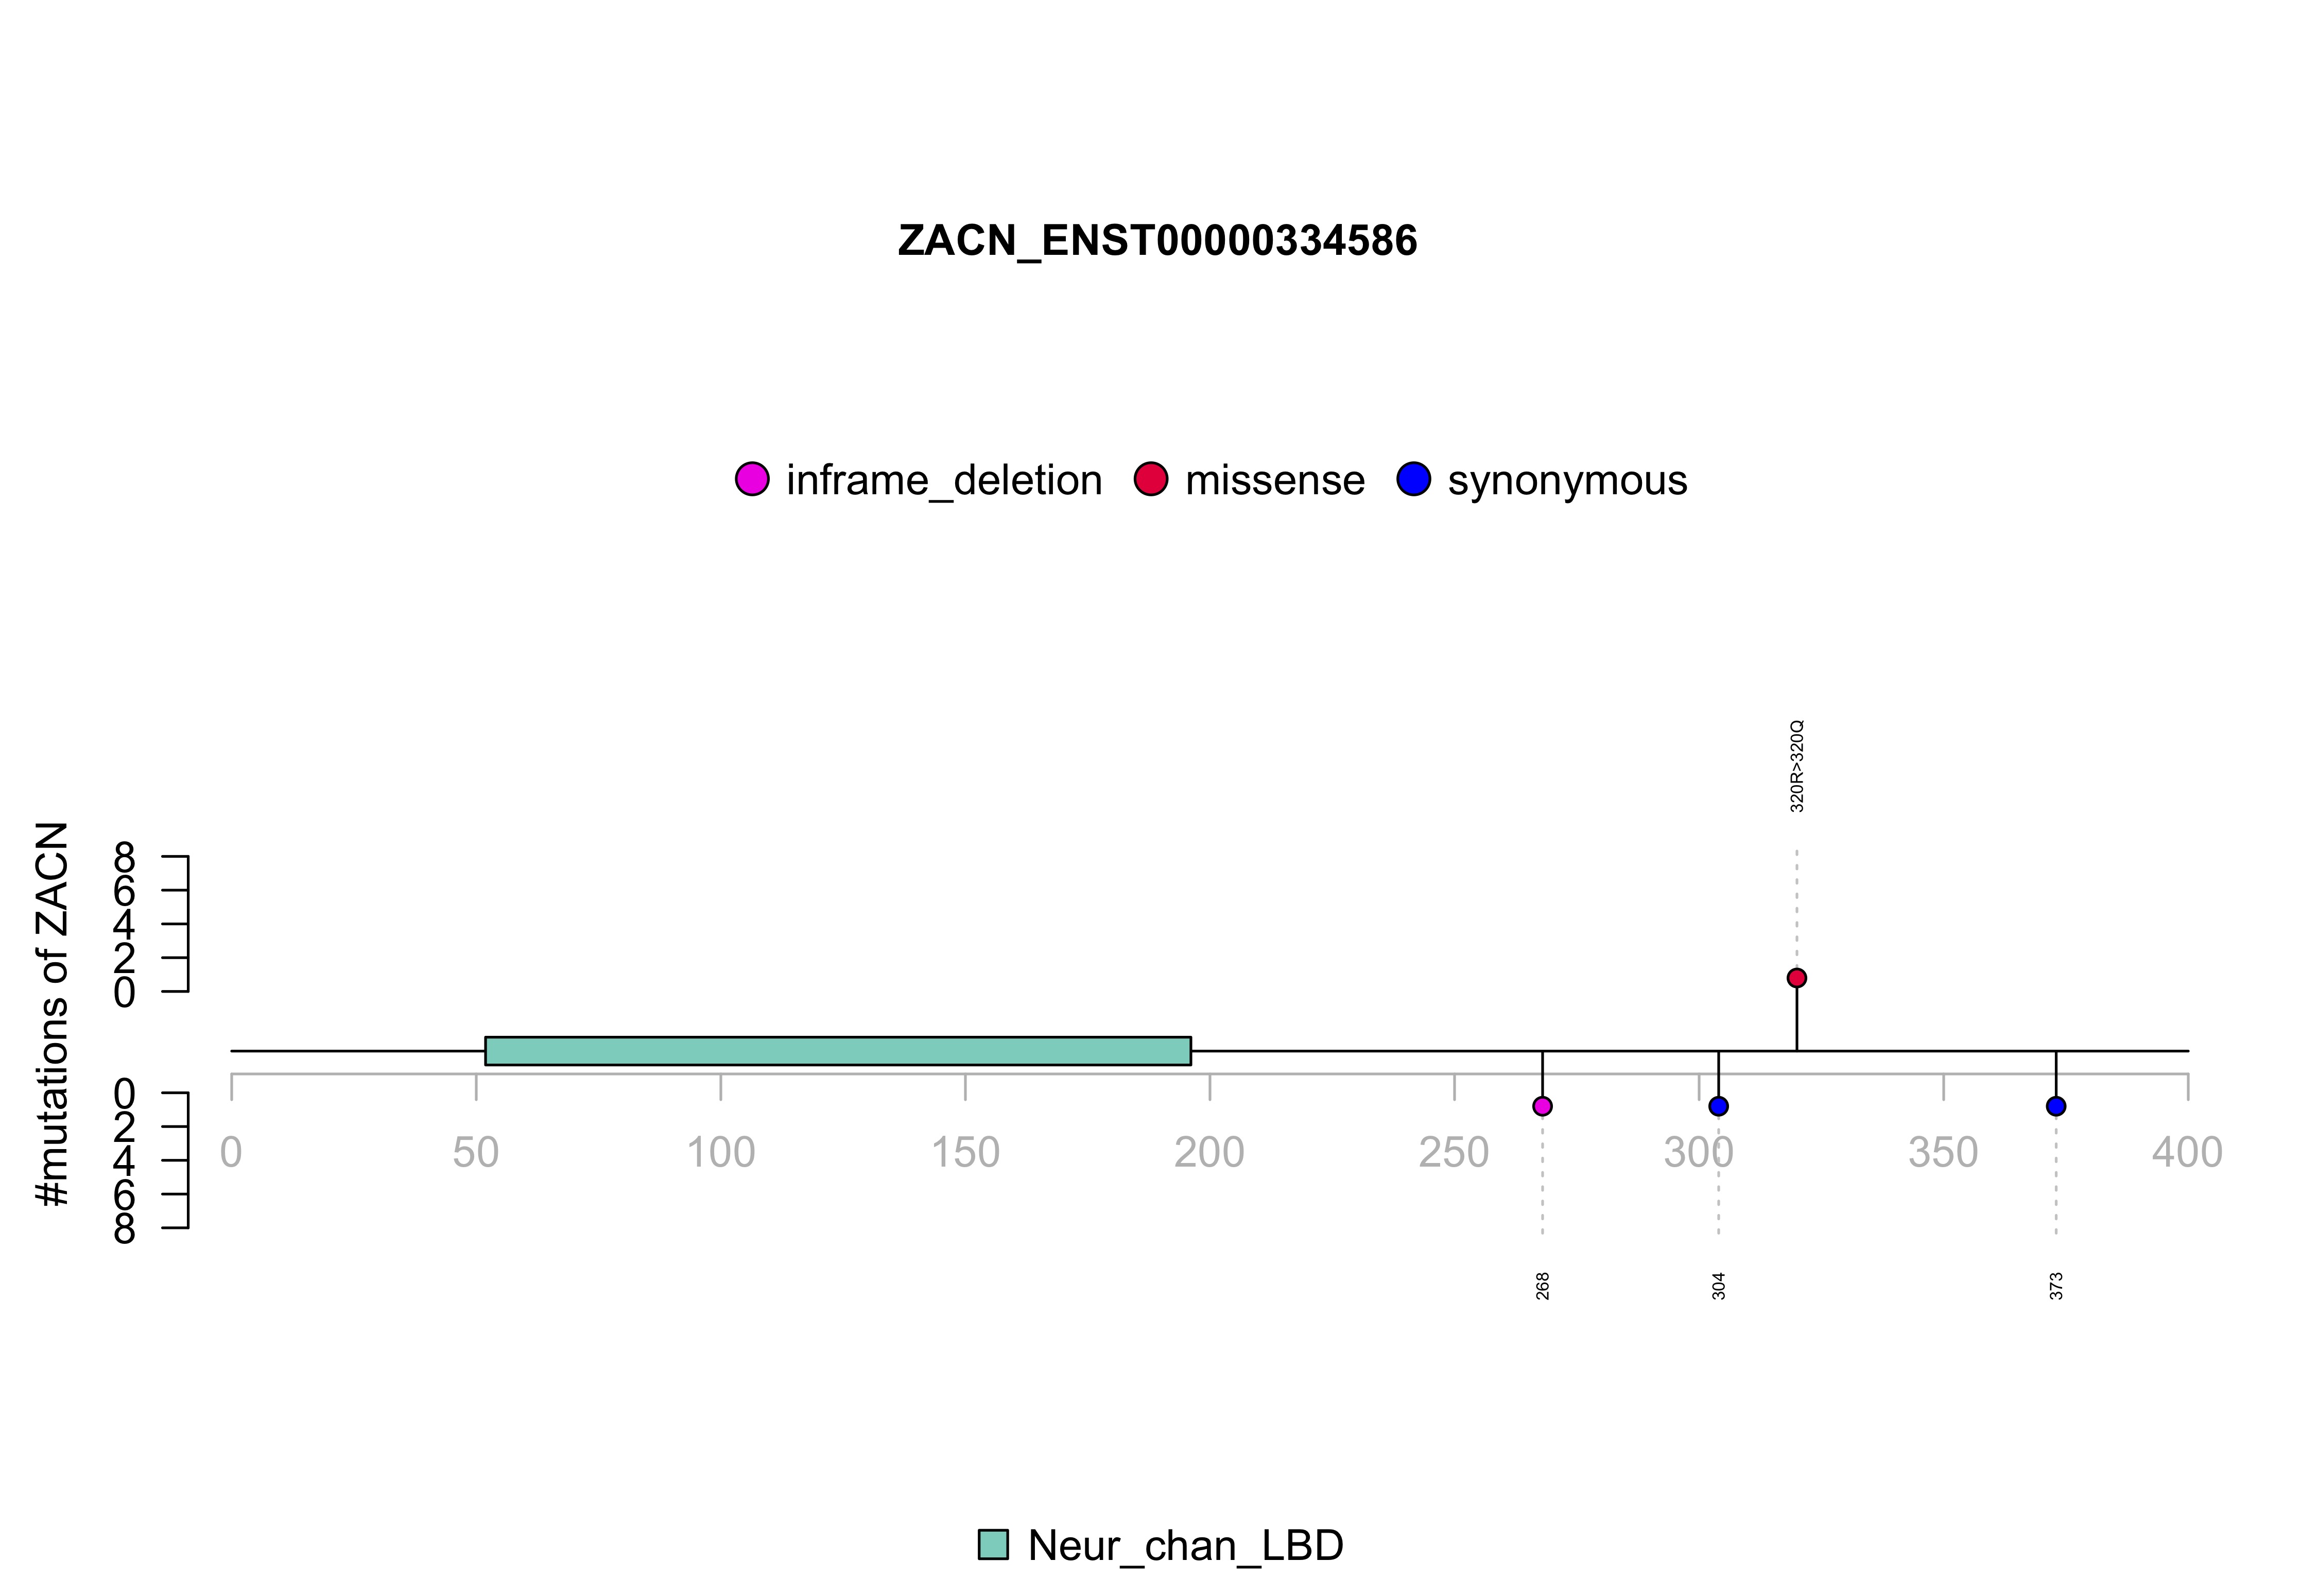 ZACN_ENST00000334586
inframe_deletion missense synonymous
320R>320Q
#mutations of ZACN
8
6
4
2
0
0
2
4
6
8
0 50 100 150 200 250 300 350 400
268 304 373
Neur_chan_LBD